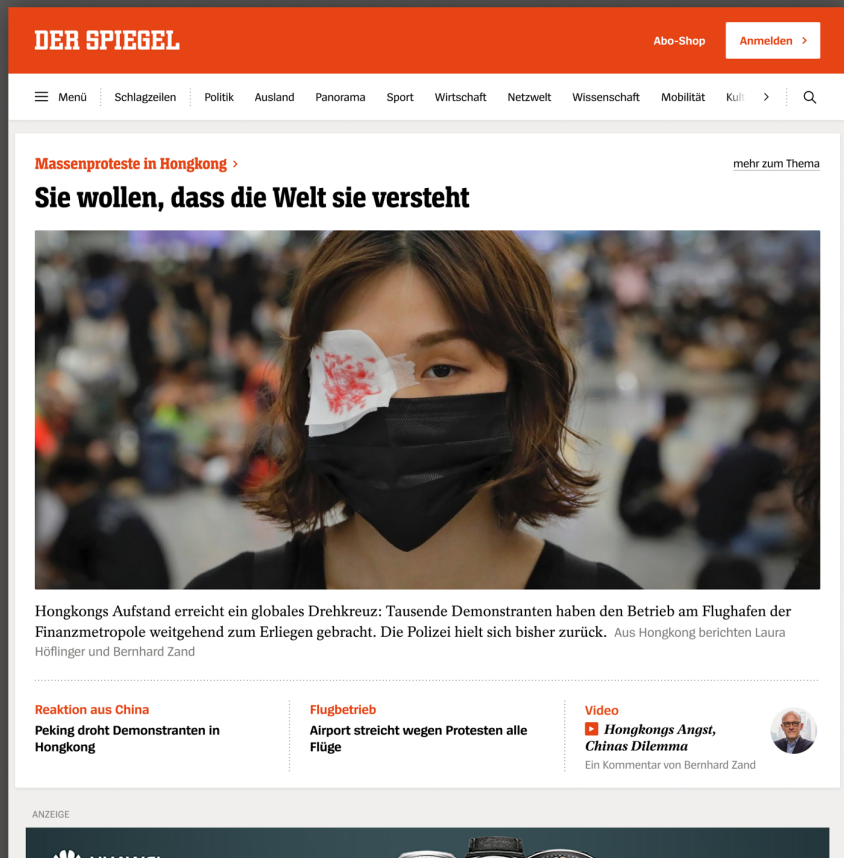 DER SPIEGEL
Abo-Shop
Anmelden
Menü
Schlagzeilen
Politik
Ausland
Panorama
Sport
Wirtschaft
Netzwelt
Wissenschaft
Mobilität
Kult
Massenproteste in Hongkong
mehr zum Thema
Sie wollen, dass die Welt sie versteht
Hongkongs Aufstand erreicht ein globales Drehkreuz: Tausende Demonstranten haben den Betrieb am Flughafen der
Finanzmetropole weitgehend zum Erliegen gebracht. Die Polizei hielt sich bisher zurück. Aus Hongkong berichten Laura
Höflinger und Bernhard Zand
Reaktion aus China
Peking droht Demonstranten in
Hongkong
Flugbetrieb
Airport streicht wegen Protesten alle
Flüge
Video
Hongkongs Angst,
Chinas Dilemma
Ein Kommentar von Bernhard Zand
ANZEIGE
HUAWEI